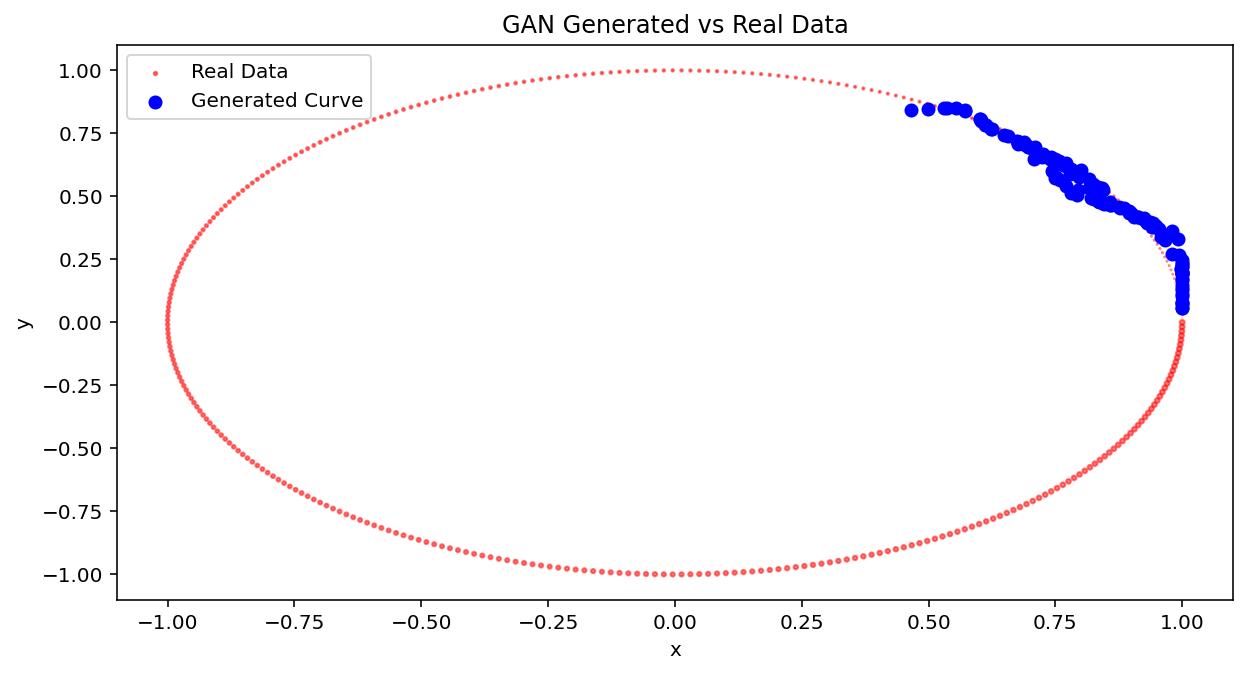 GAN Generated vs Real Data
Real Data
Generated Curve
1.00
0.75
0.50
0.25
0.00
−0.25
−0.50
−0.75
−1.00
y
−1.00 −0.75 −0.50 −0.25 0.00 0.25 0.50 0.75 1.00
x